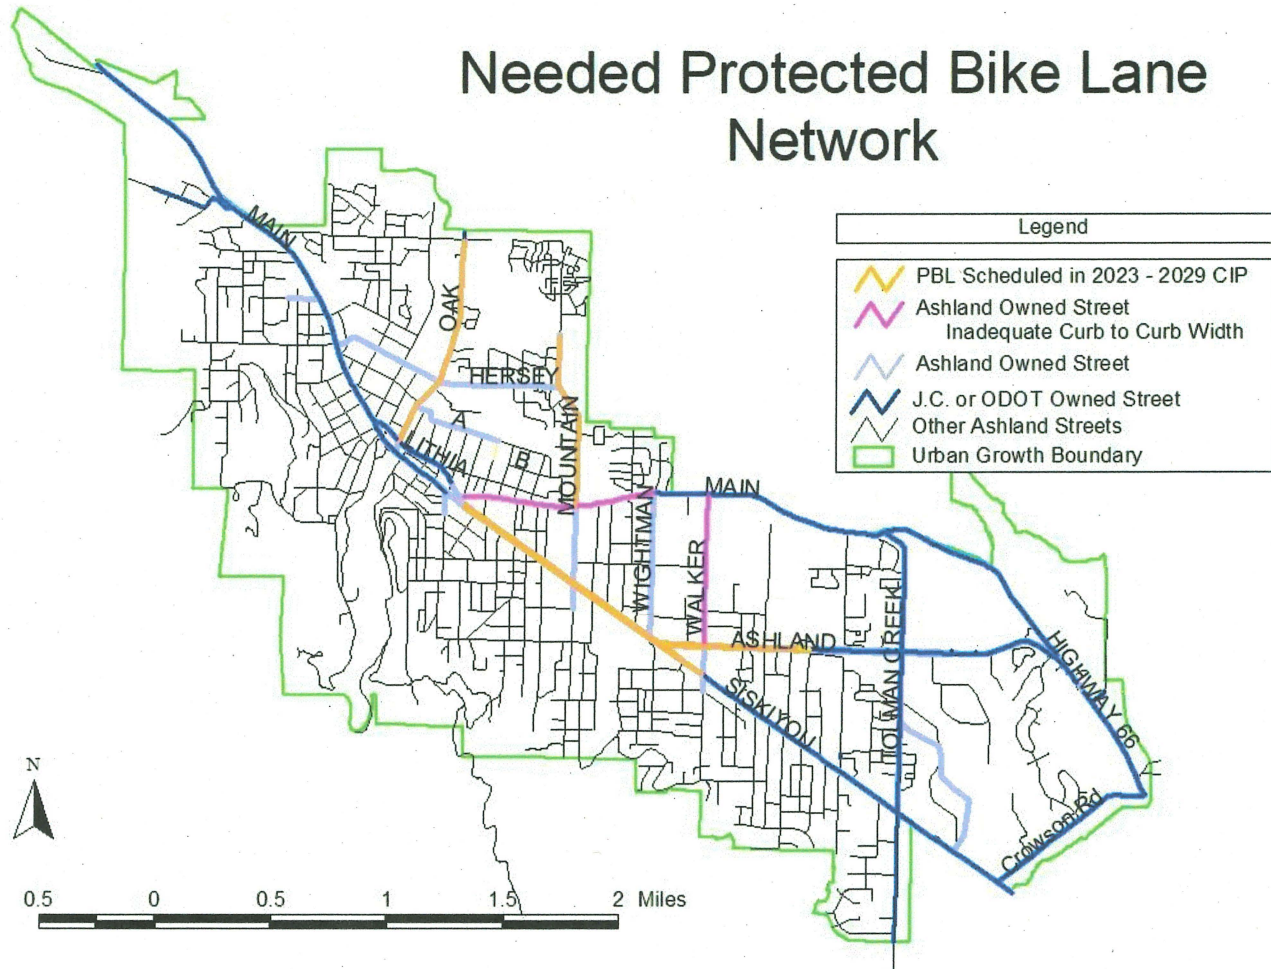 Needed Protected Bike Lane
Network
Legend
PBL Scheduled in 2023 - 2029 CIP
Ashland Owned Street
Inadequate Curb to Curb Width
Ashland Owned Street
J.C. or ODOT Owned Street
Other Ashland Streets
Urban Growth Boundary
MAIN
OAK
HERSEY
A
LITHIA
B
MOUNTAIN
MAIN
WIGHTMAN
WALKER
ASHLAND
TOLMAN CREEK
SISKIYON
HIGHWAY 66
Crowson Rd
N
0.5 0 0.5 1 1.5 2 Miles